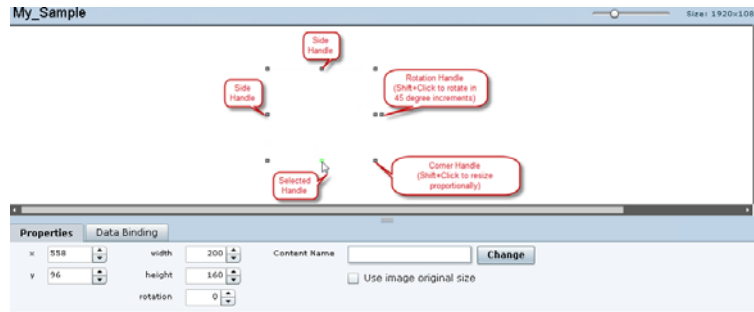 My_Sample
Size: 1920x108
Side
Handle
Side
Handle
Rotation Handle
(Shift+Click to rotate in
45 degree increments)
Selected
Handle
Corner Handle
(Shift+Click to resize
proportionally)
Properties Data Binding
x 558 width 200 Content Name Change
y 96 height 160 Use image original size
rotation 0